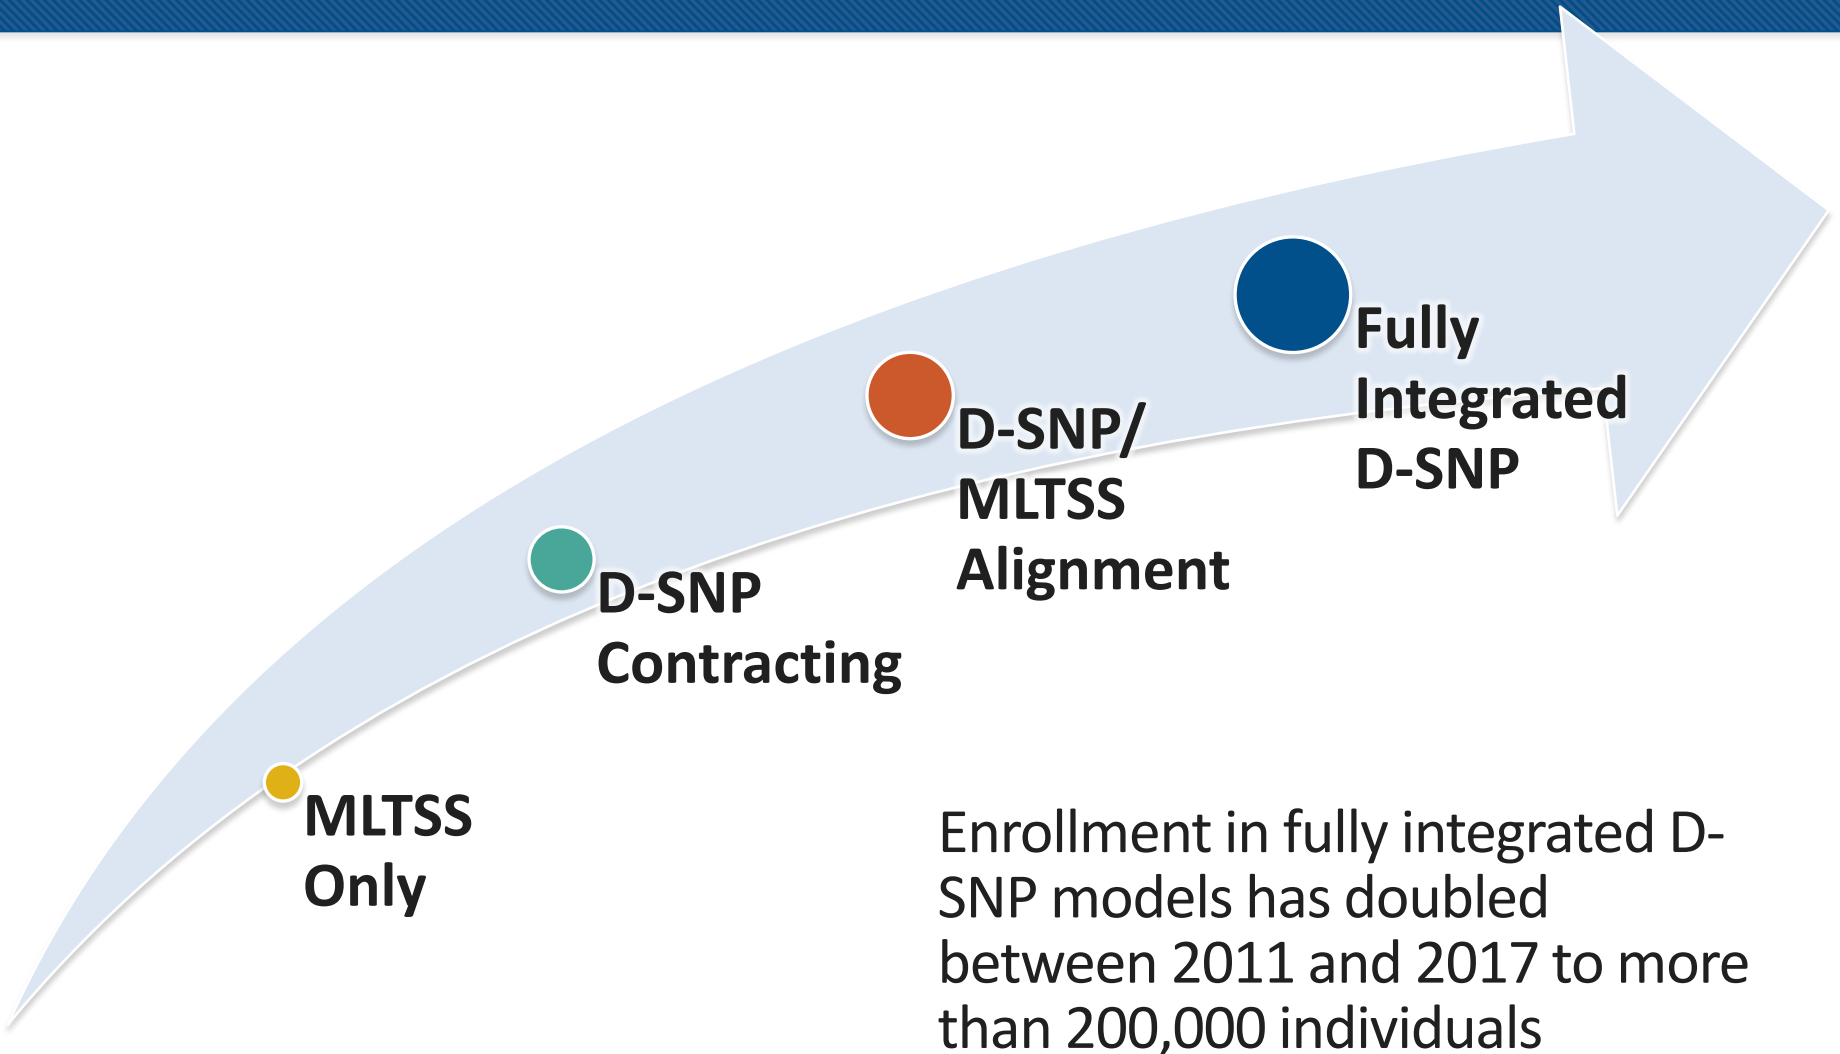 MLTSS
Only
D-SNP
Contracting
D-SNP/
MLTSS
Alignment
Fully
Integrated
D-SNP
Enrollment in fully integrated D-
SNP models has doubled
between 2011 and 2017 to more
than 200,000 individuals